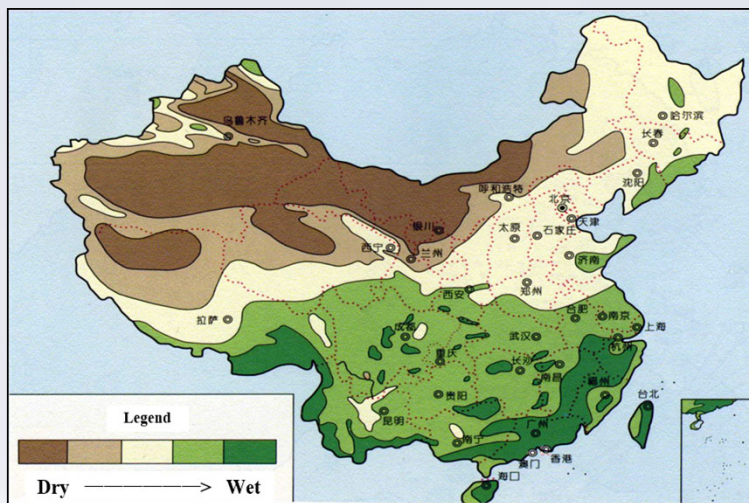 乌鲁木齐
哈尔滨
长春
沈阳
呼和浩特
北京
天津
银川
太原
石家庄
西宁
兰州
济南
西安
郑州
拉萨
合肥
南京
上海
成都
武汉
杭州
重庆
长沙
南昌
贵阳
福州
台北
昆明
广州
南宁
澳门
香港
海口
Legend
Dry
Wet